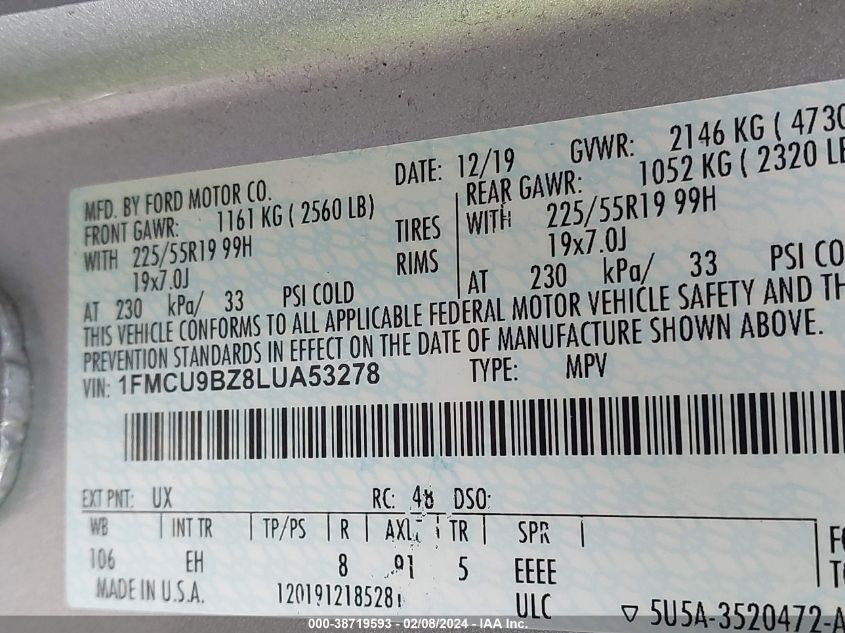 MFD. BY FORD MOTOR CO. DATE: 12/19 GVWR: 2146 KG ( 4730
FRONT GAWR: 1161 KG ( 2560 LB) REAR GAWR: 1052 KG ( 2320 LB
WITH 225/55R19 99H TIRES WITH 225/55R19 99H
19x7.0J RIMS 19x7.0J
AT 230 kPa/ 33 PSI COLD AT 230 kPa/ 33 PSI CO
THIS VEHICLE CONFORMS TO ALL APPLICABLE FEDERAL MOTOR VEHICLE SAFETY AND TH
PREVENTION STANDARDS IN EFFECT ON THE DATE OF MANUFACTURE SHOWN ABOVE.
VIN: 1FMCU9BZ8LUA53278 TYPE: MPV
EXT PNT: UX RC: 48 DSO:
WB INT TR TP/PS R AXL TR SPR
106 EH 8 91 5 EEEE
MADE IN U.S.A. 120191218528 ULC 5U5A-3520472-A
000-38719593 - 02/08/2024 - IAA Inc.